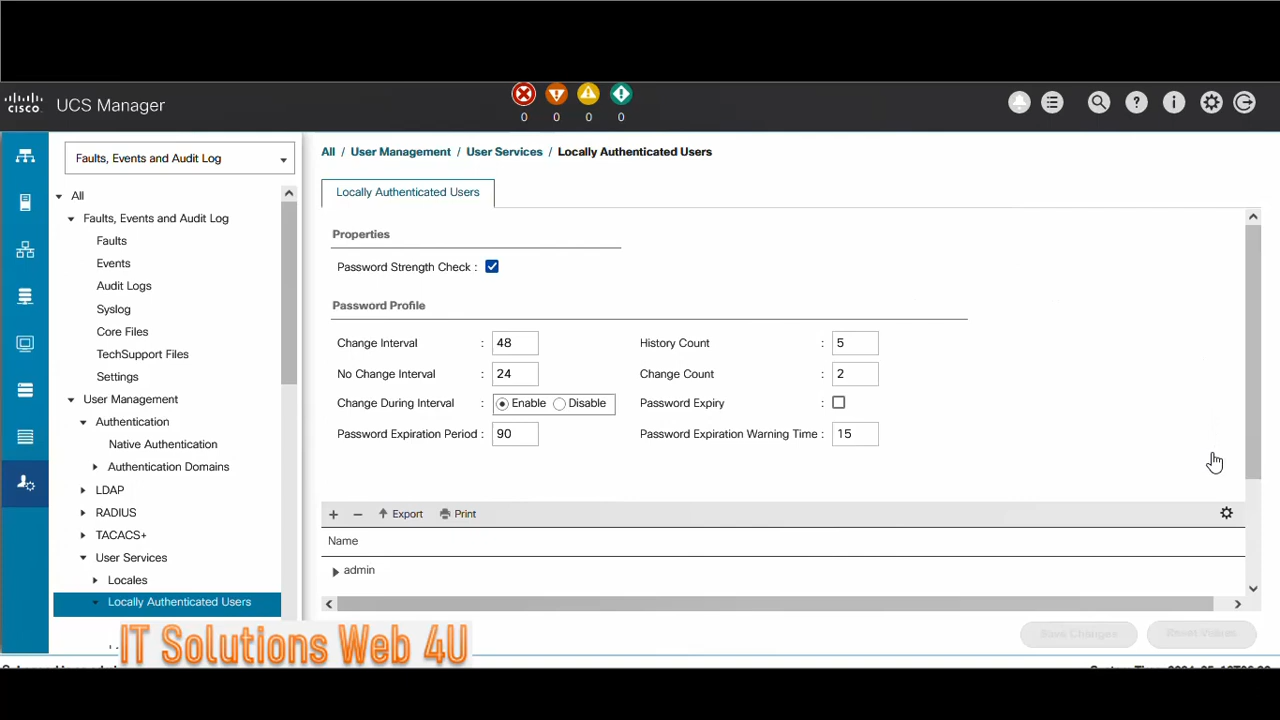 CISCO
UCS Manager
0 0 0 0
Faults, Events and Audit Log
All
Faults, Events and Audit Log
Faults
Events
Audit Logs
Syslog
Core Files
TechSupport Files
Settings
User Management
Authentication
Native Authentication
Authentication Domains
LDAP
RADIUS
TACACS+
User Services
Locales
Locally Authenticated Users
All / User Management / User Services / Locally Authenticated Users
Locally Authenticated Users
Properties
Password Strength Check :
Password Profile
Change Interval : 48 History Count : 5
No Change Interval : 24 Change Count : 2
Change During Interval : Enable Disable Password Expiry :
Password Expiration Period : 90 Password Expiration Warning Time : 15
+ − Export Print
Name
admin
Save Changes Reset Values
IT Solutions Web 4U